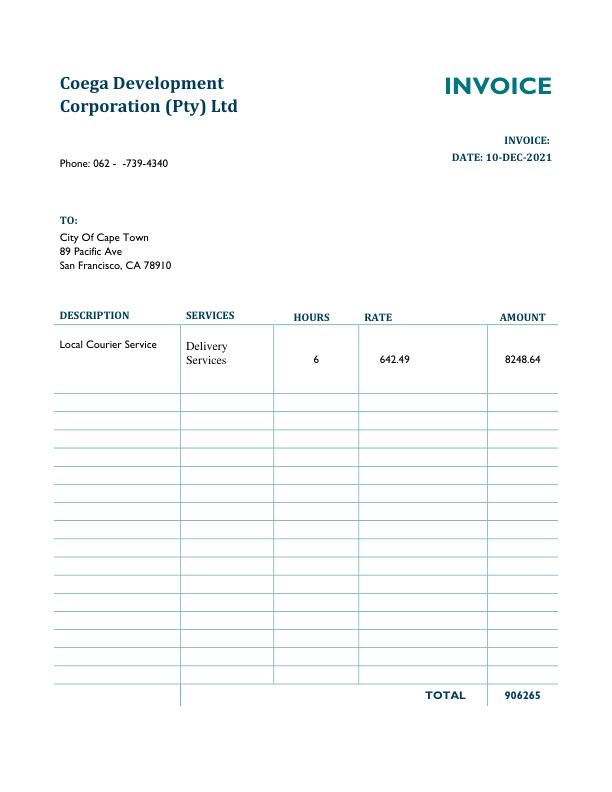 Coega Development
Corporation (Pty) Ltd
INVOICE
INVOICE:
DATE: 10-DEC-2021
Phone: 062 -  -739-4340
TO:
City Of Cape Town
89 Pacific Ave
San Francisco, CA 78910
DESCRIPTION SERVICES HOURS RATE AMOUNT
Local Courier Service Delivery
Services 6 642.49 8248.64
TOTAL 906265